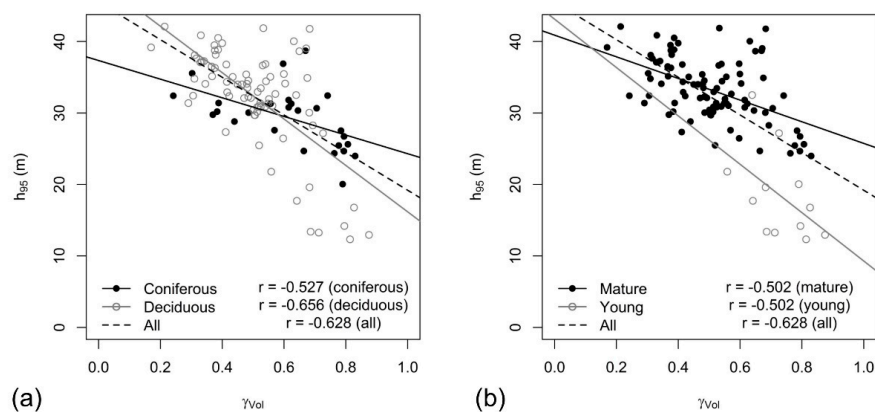 h95 (m)
40
30
20
10
0
Coniferous r = -0.527 (coniferous)
Deciduous r = -0.656 (deciduous)
All r = -0.628 (all)
0.0 0.2 0.4 0.6 0.8 1.0
(a) γVol
h95 (m)
40
30
20
10
0
Mature r = -0.502 (mature)
Young r = -0.502 (young)
All r = -0.628 (all)
0.0 0.2 0.4 0.6 0.8 1.0
(b) γVol